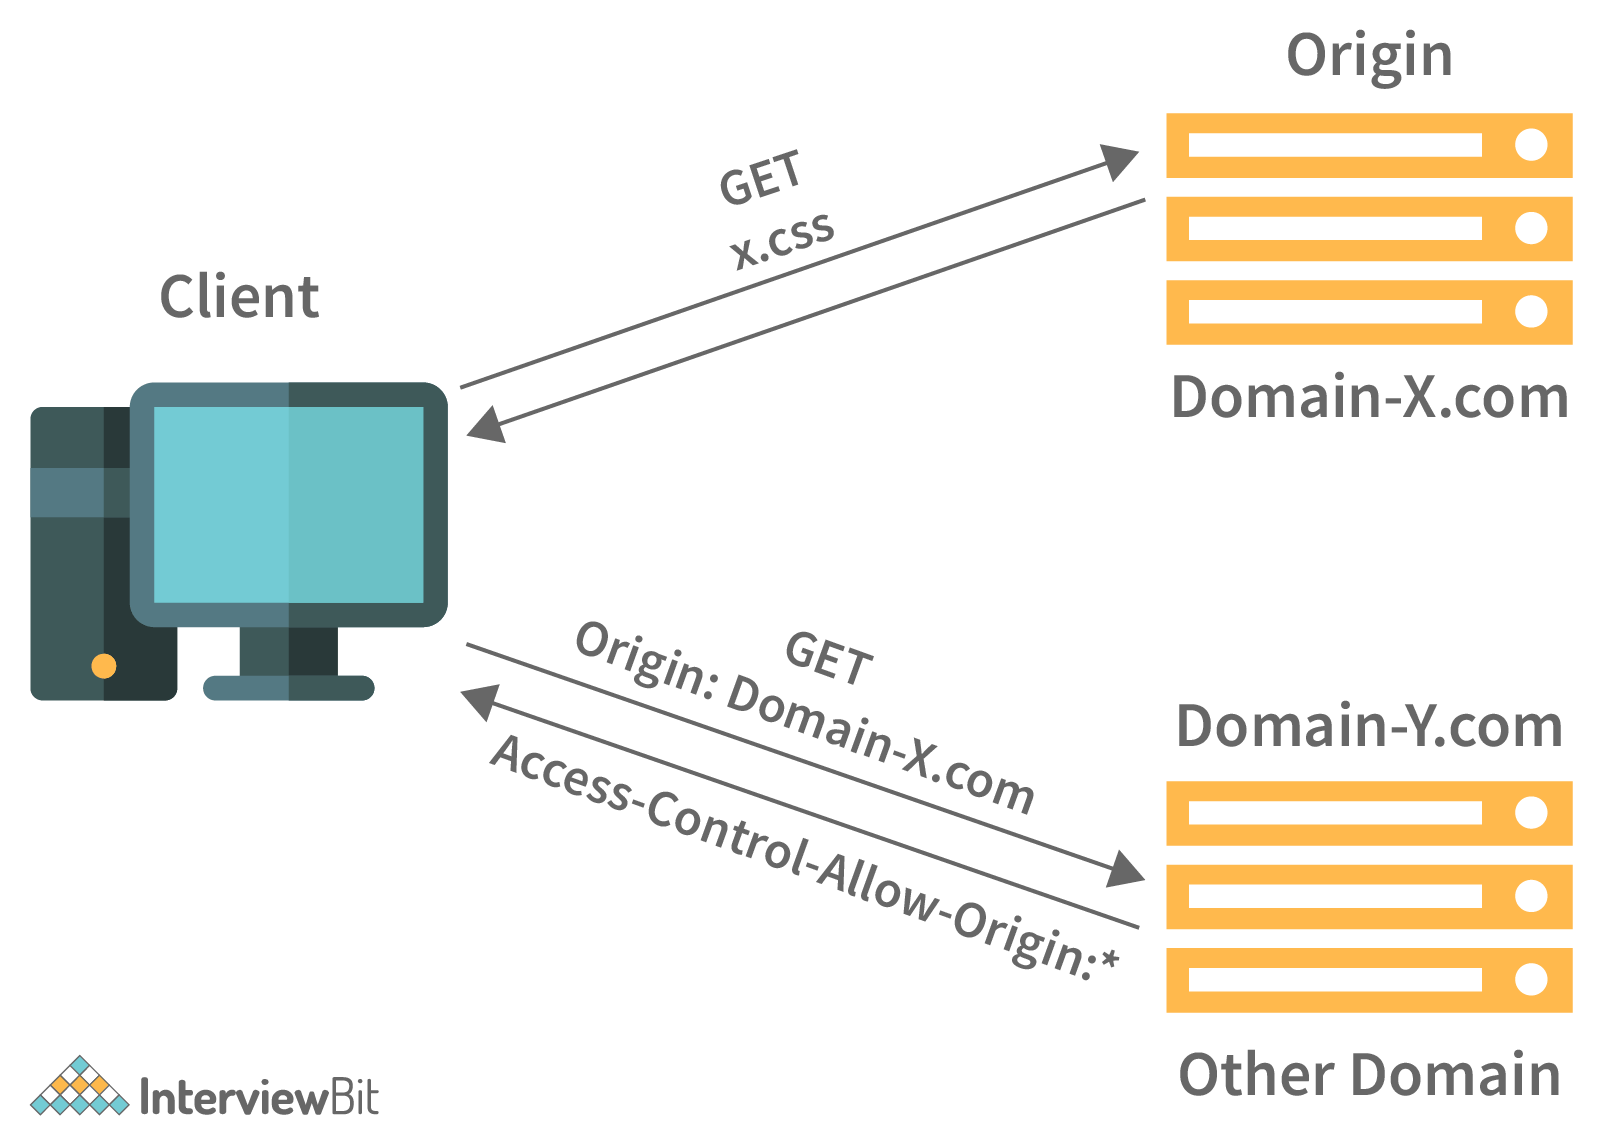 Origin
GET
x.css
Client
Domain-X.com
GET
Origin: Domain-X.com
Access-Control-Allow-Origin:*
Domain-Y.com
Other Domain
InterviewBit